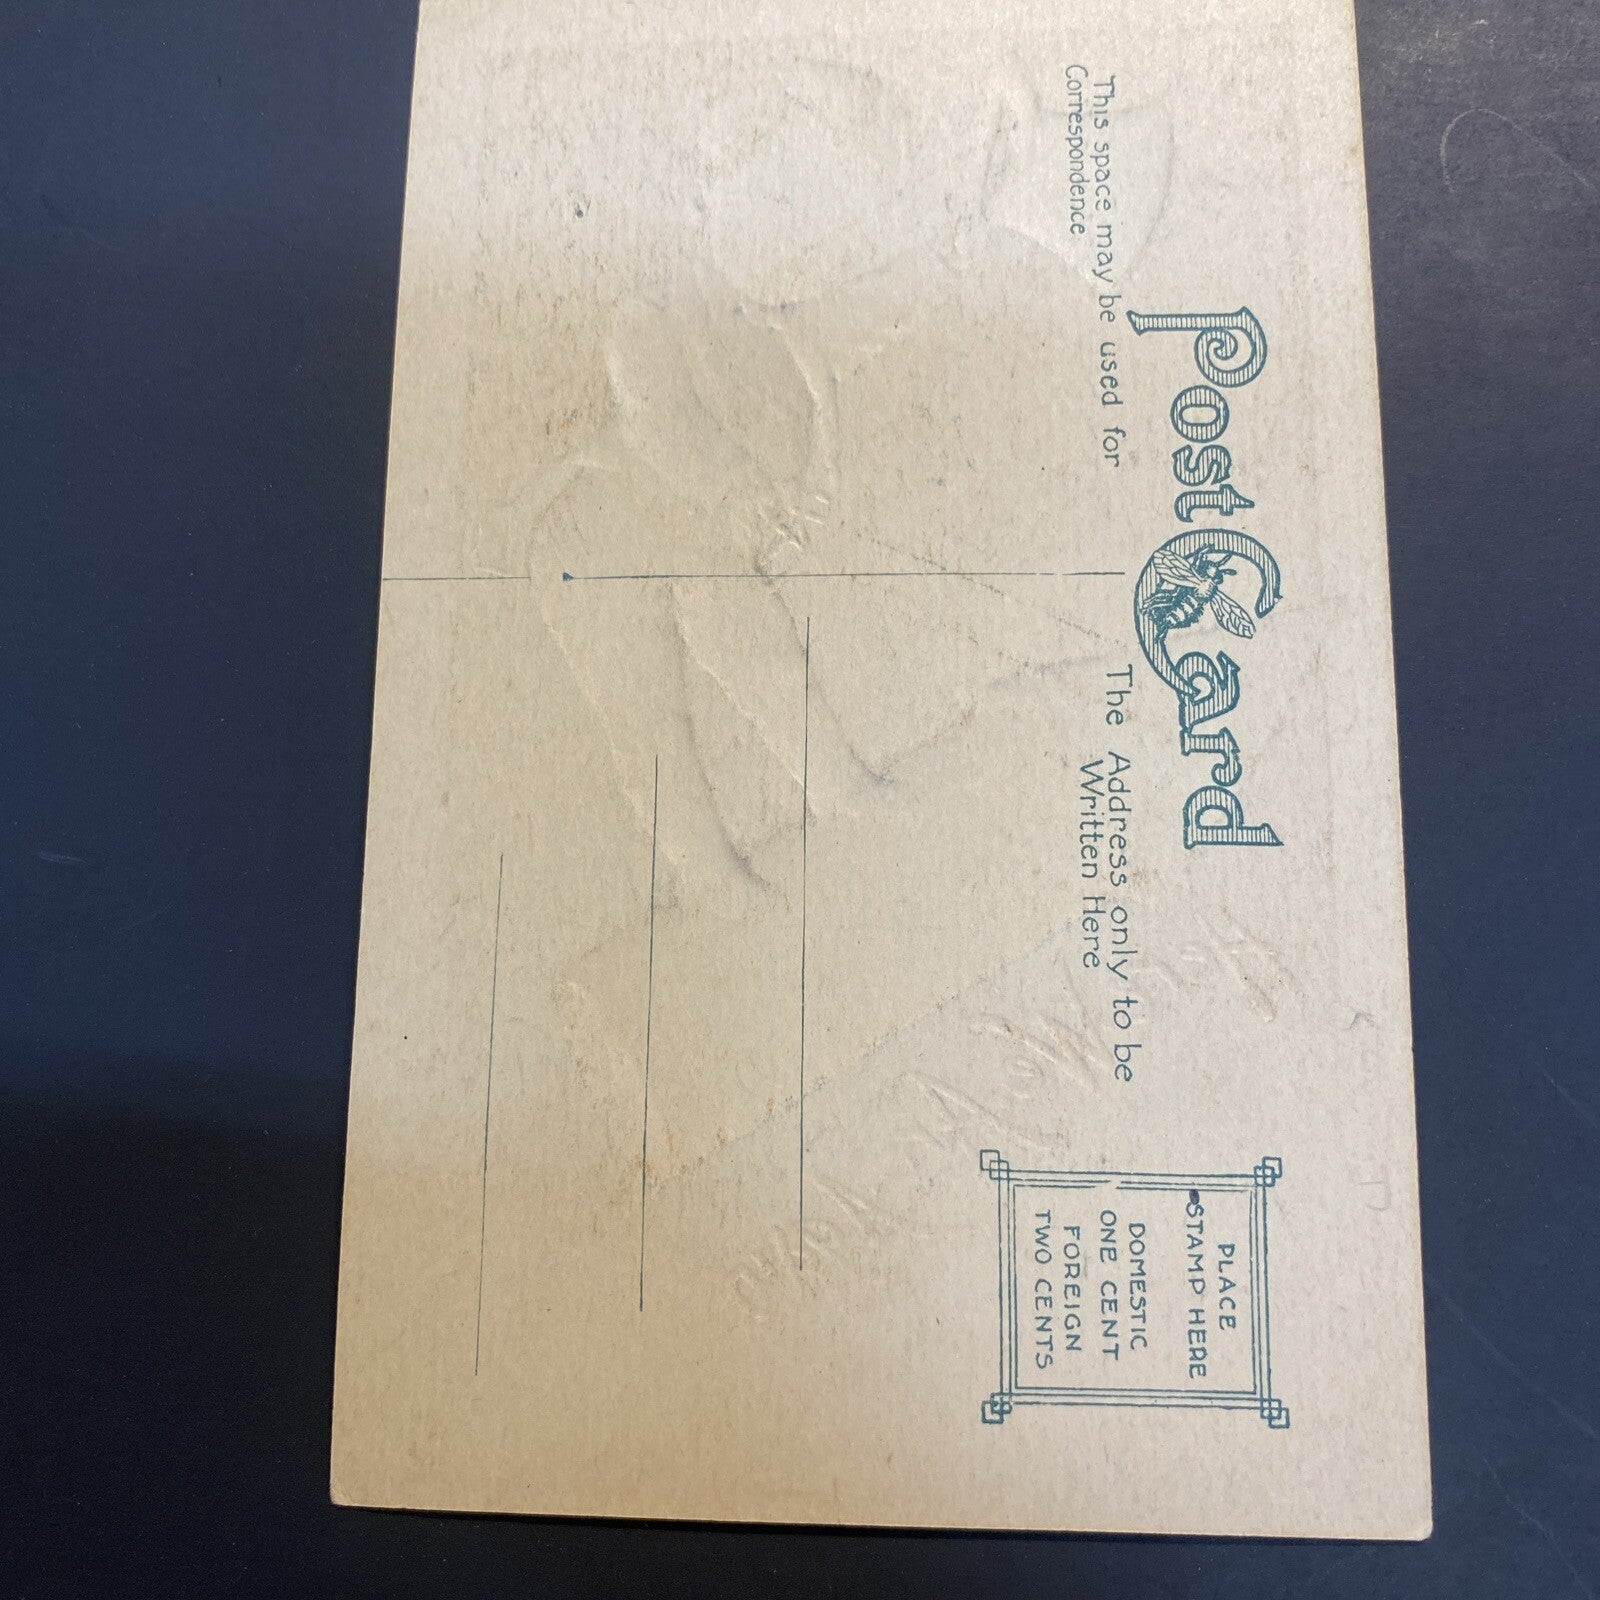 Post Card
This space may be used for
Correspondence
The Address only to be
Written Here
PLACE
STAMP HERE
DOMESTIC
ONE CENT
FOREIGN
TWO CENTS